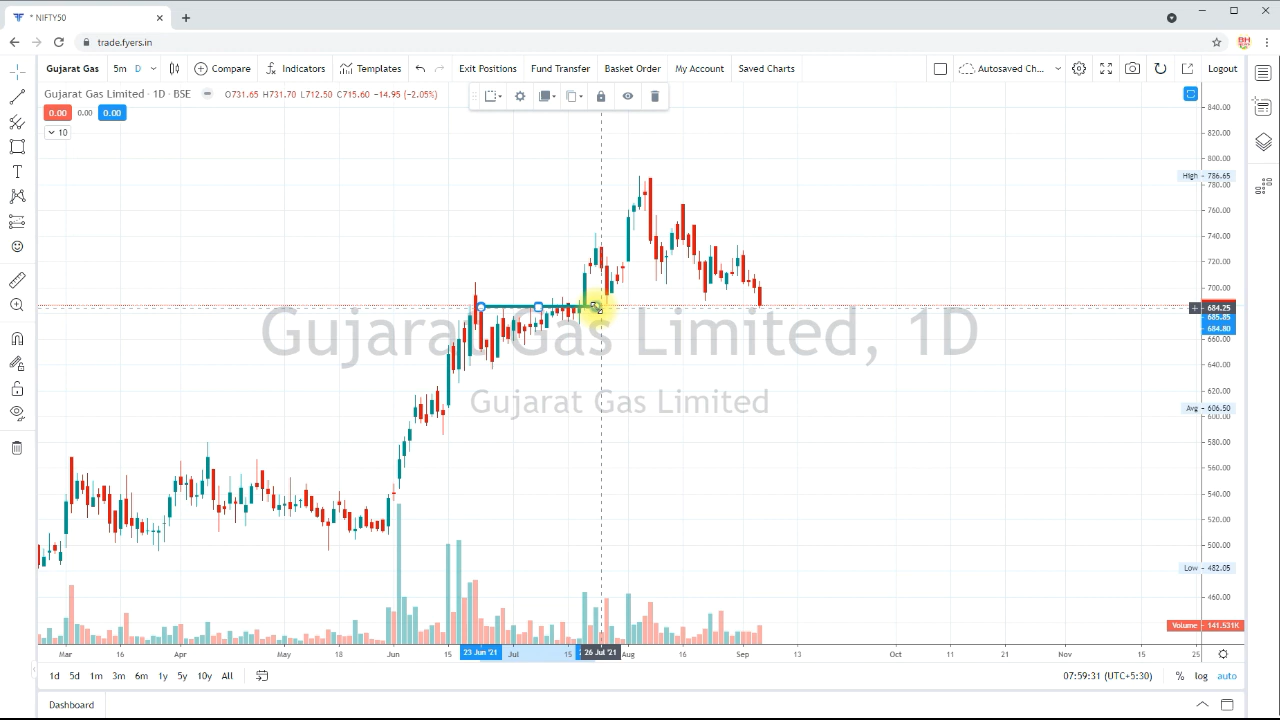 * NIFTY50
trade.fyers.in
Gujarat Gas 5m D Compare Indicators Templates Exit Positions Fund Transfer Basket Order My Account Saved Charts Autosaved Ch... Logout
Gujarat Gas Limited · 1D · BSE O731.65 H731.70 L712.50 C715.60 −14.95 (−2.05%)
0.00 0.00 0.00
10
840.00
820.00
800.00
High 786.65
780.00
760.00
740.00
720.00
700.00
684.25
685.85
684.80
Gujarat Gas Limited, 1D
660.00
640.00
620.00
Gujarat Gas Limited
Avg 606.50
600.00
580.00
560.00
540.00
520.00
500.00
Low 482.05
460.00
Volume 141.531K
Mar 16 Apr May 18 Jun 15 23 Jun '21 Jul 15 26 Jul '21 Aug 16 Sep 13 Oct 11 21 Nov 15 25
1d 5d 1m 3m 6m 1y 5y 10y All 07:59:31 (UTC+5:30) % log auto
Dashboard